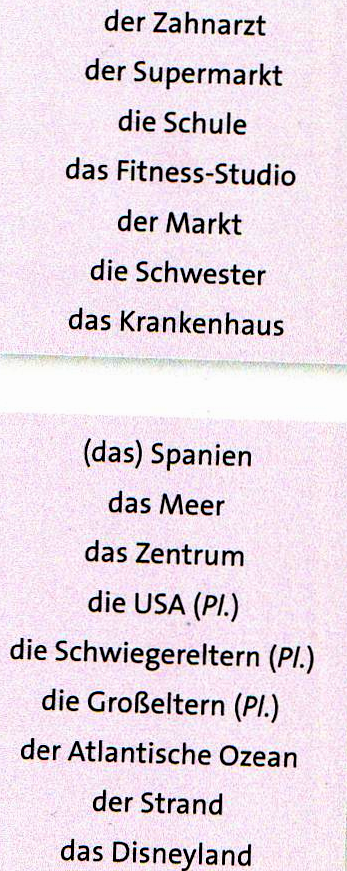 der Zahnarzt
der Supermarkt
die Schule
das Fitness-Studio
der Markt
die Schwester
das Krankenhaus
(das) Spanien
das Meer
das Zentrum
die USA (Pl.)
die Schwiegereltern (Pl.)
die Großeltern (Pl.)
der Atlantische Ozean
der Strand
das Disneyland